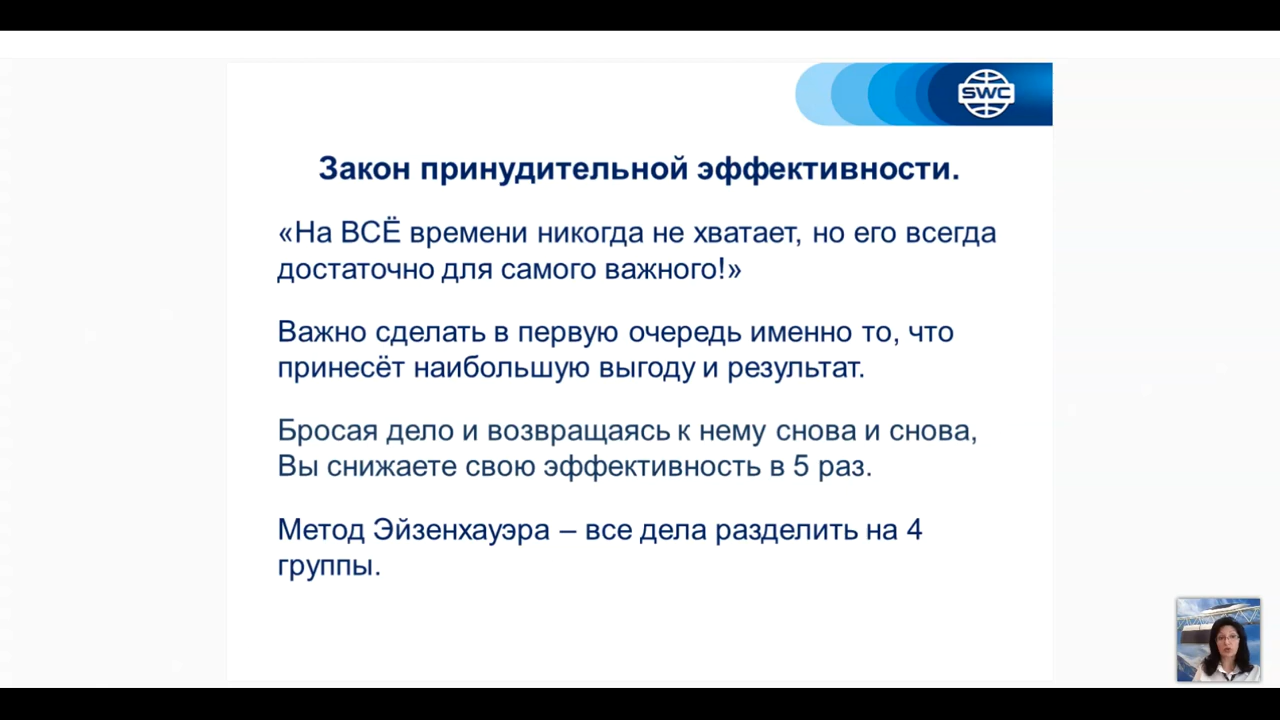 SWC
Закон принудительной эффективности.
«На ВСЁ времени никогда не хватает, но его всегда
достаточно для самого важного!»
Важно сделать в первую очередь именно то, что
принесёт наибольшую выгоду и результат.
Бросая дело и возвращаясь к нему снова и снова,
Вы снижаете свою эффективность в 5 раз.
Метод Эйзенхауэра – все дела разделить на 4
группы.